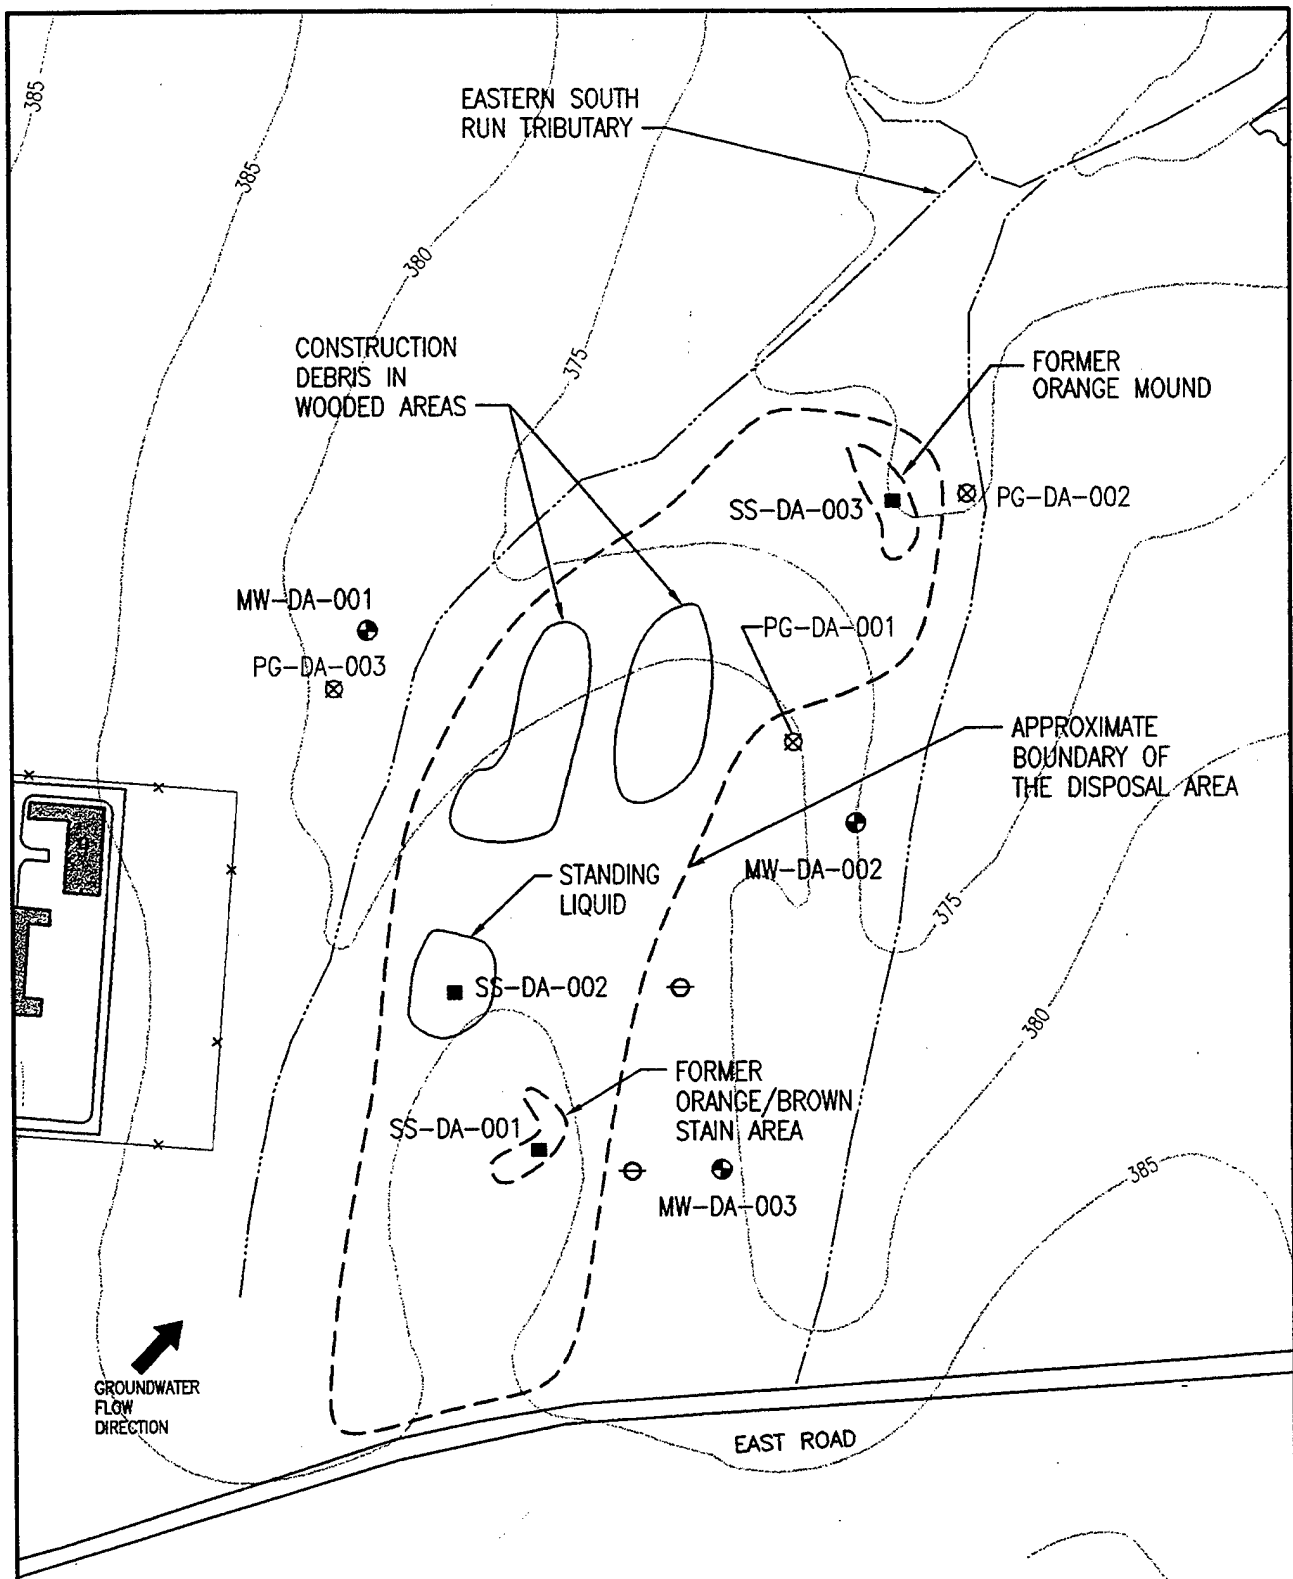 385
EASTERN SOUTH
RUN TRIBUTARY
385
380
CONSTRUCTION
DEBRIS IN
WOODED AREAS
375
FORMER
ORANGE MOUND
SS-DA-003
PG-DA-002
MW-DA-001
PG-DA-003
PG-DA-001
APPROXIMATE
BOUNDARY OF
THE DISPOSAL AREA
MW-DA-002
STANDING
LIQUID
375
SS-DA-002
380
FORMER
ORANGE/BROWN
STAIN AREA
SS-DA-001
MW-DA-003
385
GROUNDWATER
FLOW
DIRECTION
EAST ROAD